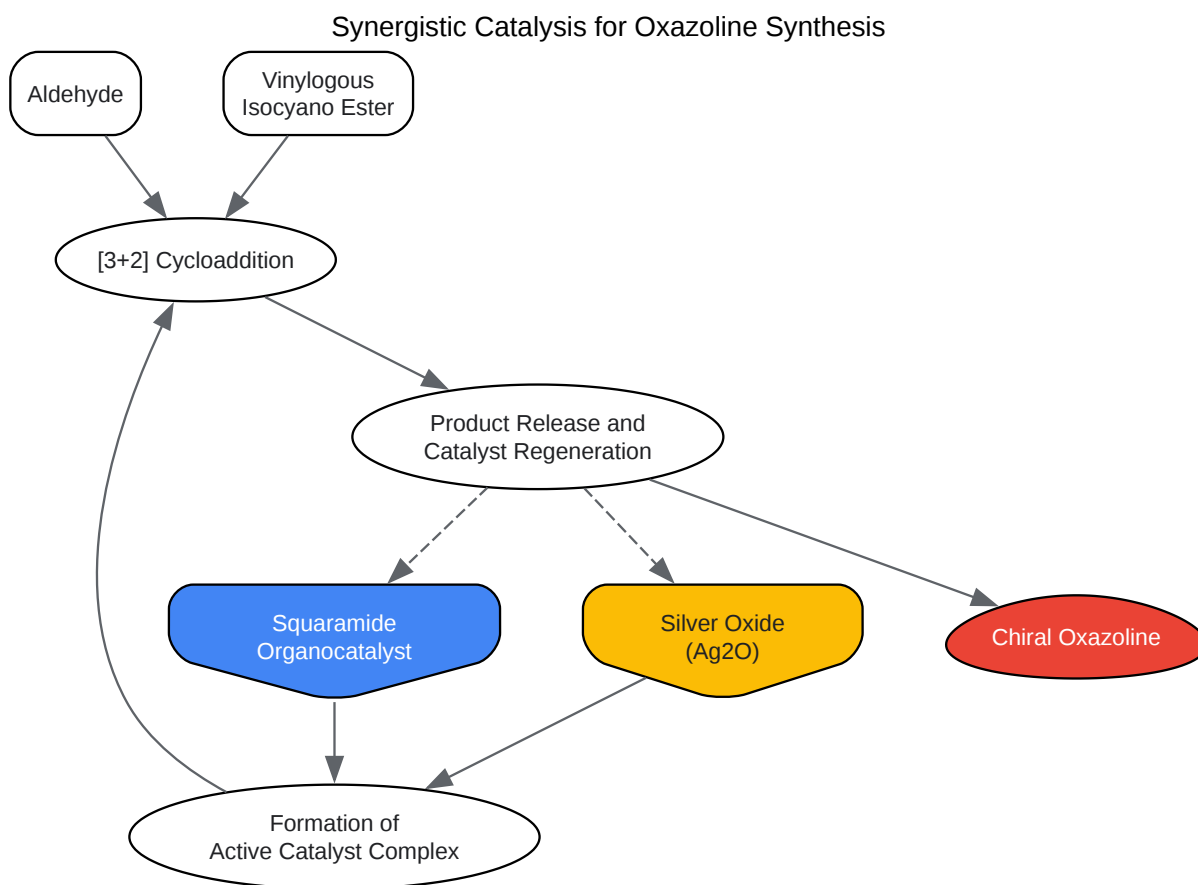 Synergistic Catalysis for Oxazoline Synthesis
Aldehyde
Vinylogous
Isocyano Ester
[3+2] Cycloaddition
Product Release and
Catalyst Regeneration
Squaramide
Organocatalyst
Silver Oxide
(Ag2O)
Chiral Oxazoline
Formation of
Active Catalyst Complex